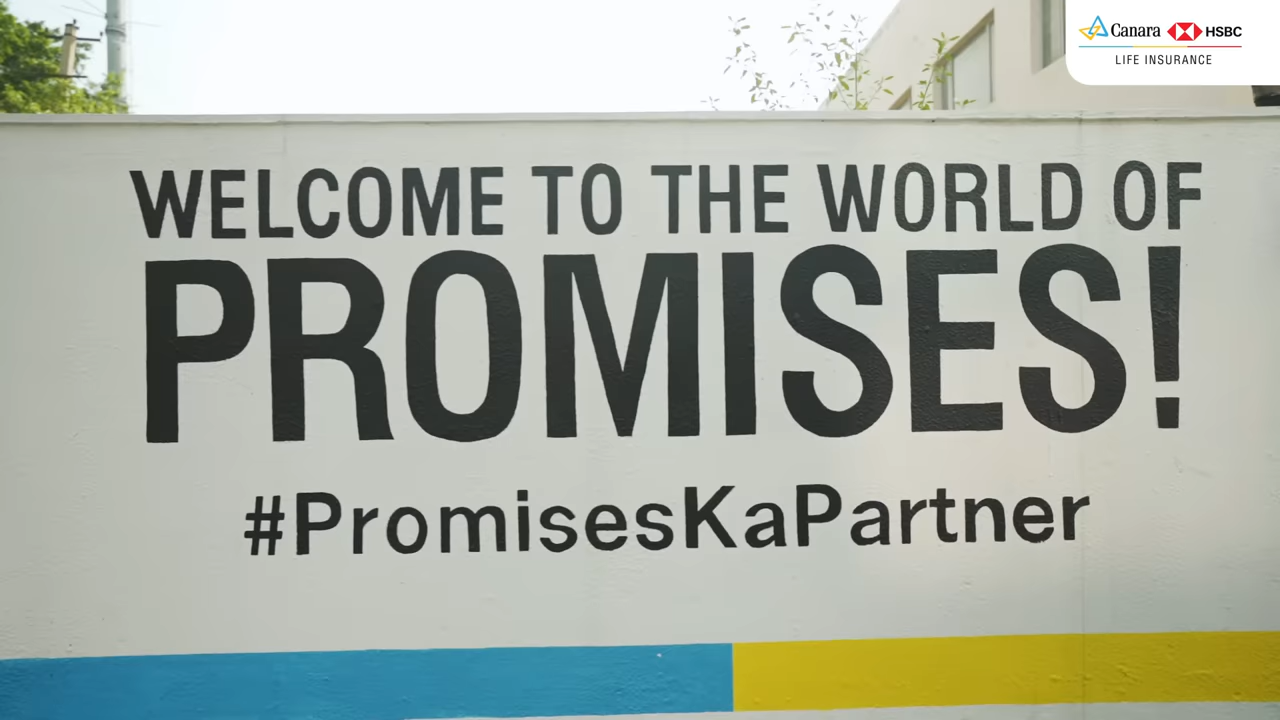 Canara HSBC
LIFE INSURANCE
WELCOME TO THE WORLD OF
PROMISES!
#PromisesKaPartner